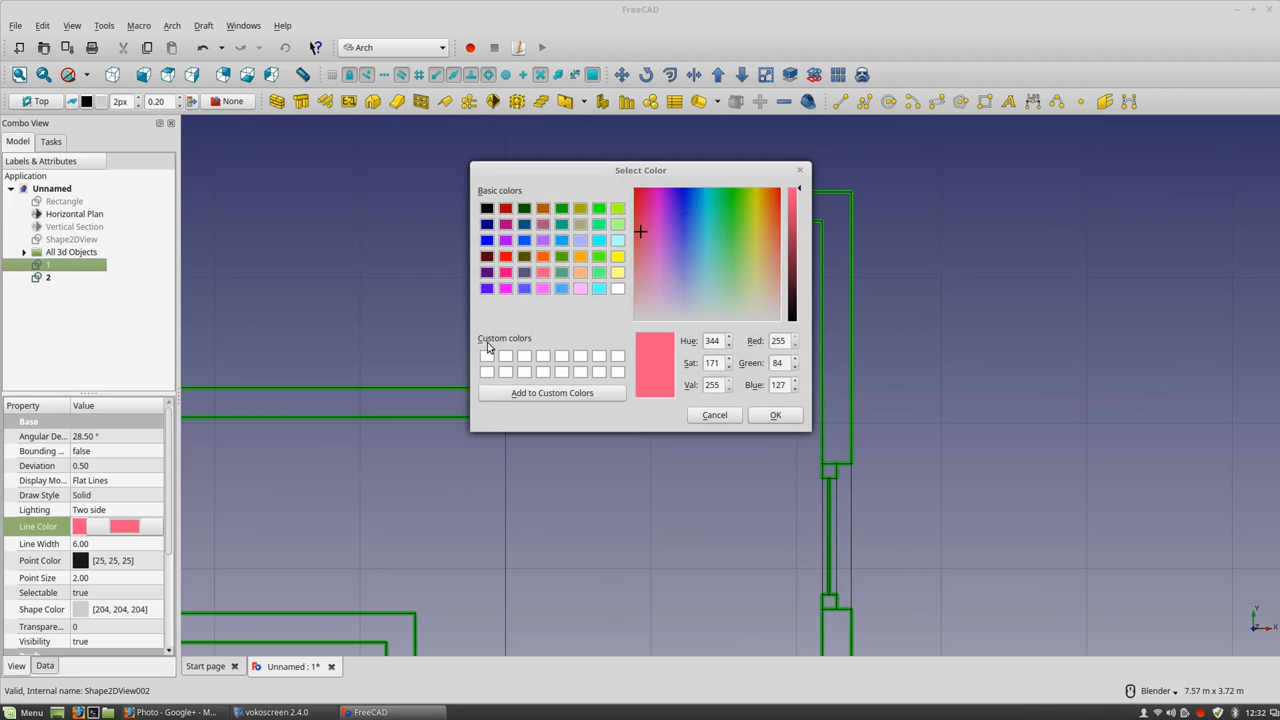 FreeCAD
File Edit View Tools Macro Arch Draft Windows Help
Arch
Top 2px 0.20 None
Combo View
Model Tasks
Labels & Attributes
Application
Unnamed
Rectangle
Horizontal Plan
Vertical Section
Shape2DView
All 3d Objects
1
2
Select Color
Basic colors
Custom colors
Hue: 344 Red: 255
Sat: 171 Green: 84
Val: 255 Blue: 127
Add to Custom Colors
Cancel OK
Property Value
Base
Angular De... 28.50 °
Bounding ... false
Deviation 0.50
Display Mo... Flat Lines
Draw Style Solid
Lighting Two side
Line Color
Line Width 6.00
Point Color [25, 25, 25]
Point Size 2.00
Selectable true
Shape Color [204, 204, 204]
Transpare... 0
Visibility true
View Data
Start page Unnamed : 1*
Y
X
Valid, Internal name: Shape2DView002
Blender 7.57 m x 3.72 m
Menu Photo - Google+ - M... vokoscreen 2.4.0 FreeCAD 12:32